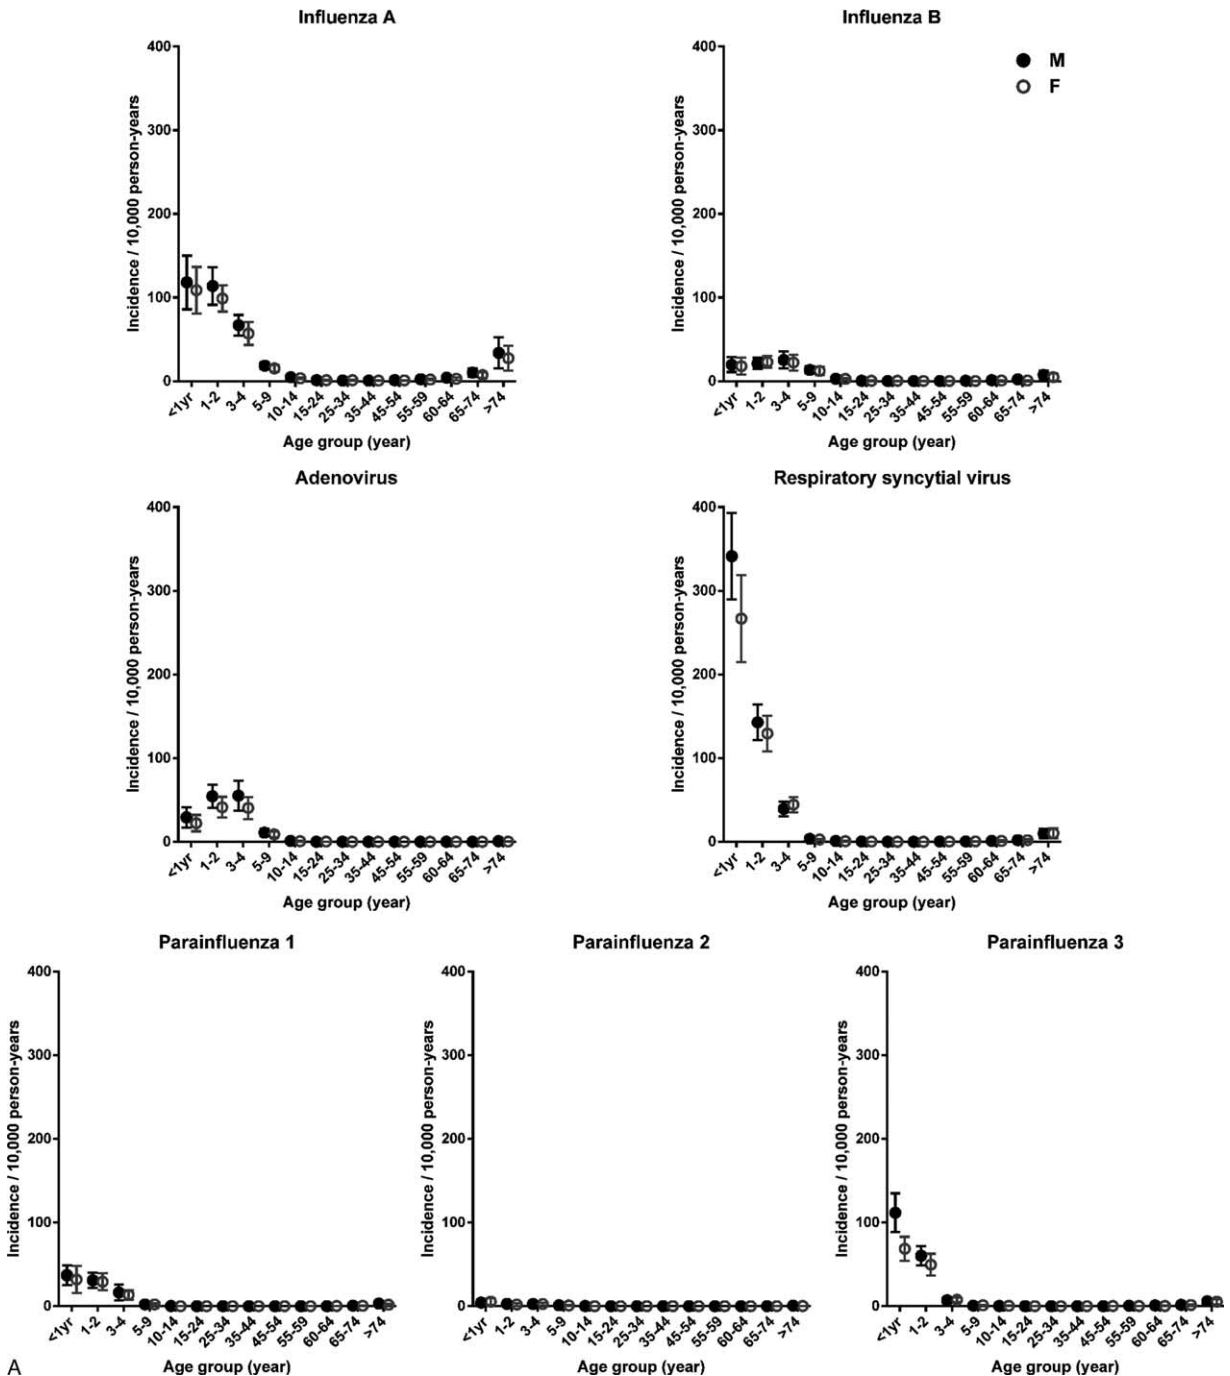 Influenza A
Incidence / 10,000 person-years
400
300
200
100
0
<1yr 1-2 3-4 5-9 10-14 15-24 25-34 35-44 45-54 55-59 60-64 65-74 >74
Age group (year)
Influenza B
M
F
Incidence / 10,000 person-years
400
300
200
100
0
<1yr 1-2 3-4 5-9 10-14 15-24 25-34 35-44 45-54 55-59 60-64 65-74 >74
Age group (year)
Adenovirus
Incidence / 10,000 person-years
400
300
200
100
0
<1yr 1-2 3-4 5-9 10-14 15-24 25-34 35-44 45-54 55-59 60-64 65-74 >74
Age group (year)
Respiratory syncytial virus
Incidence / 10,000 person-years
400
300
200
100
0
<1yr 1-2 3-4 5-9 10-14 15-24 25-34 35-44 45-54 55-59 60-64 65-74 >74
Age group (year)
Parainfluenza 1
Incidence / 10,000 person-years
400
300
200
100
0
<1yr 1-2 3-4 5-9 10-14 15-24 25-34 35-44 45-54 55-59 60-64 65-74 >74
Age group (year)
Parainfluenza 2
Incidence / 10,000 person-years
400
300
200
100
0
<1yr 1-2 3-4 5-9 10-14 15-24 25-34 35-44 45-54 55-59 60-64 65-74 >74
Age group (year)
Parainfluenza 3
Incidence / 10,000 person-years
400
300
200
100
0
<1yr 1-2 3-4 5-9 10-14 15-24 25-34 35-44 45-54 55-59 60-64 65-74 >74
Age group (year)
A